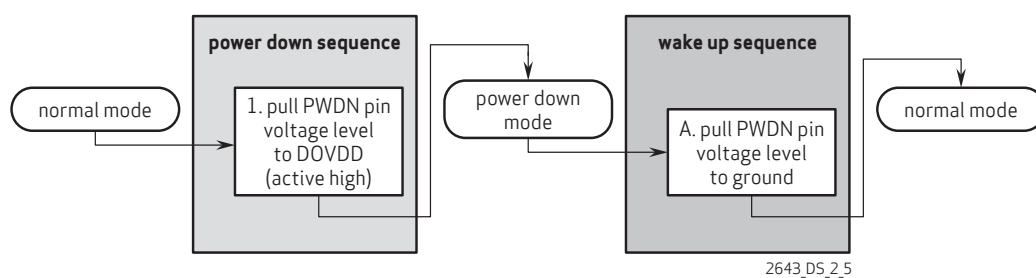 power down sequence
wake up sequence
normal mode
1. pull PWDN pin
voltage level
to DOVDD
(active high)
power down
mode
A. pull PWDN pin
voltage level
to ground
normal mode
2643_DS_2_5